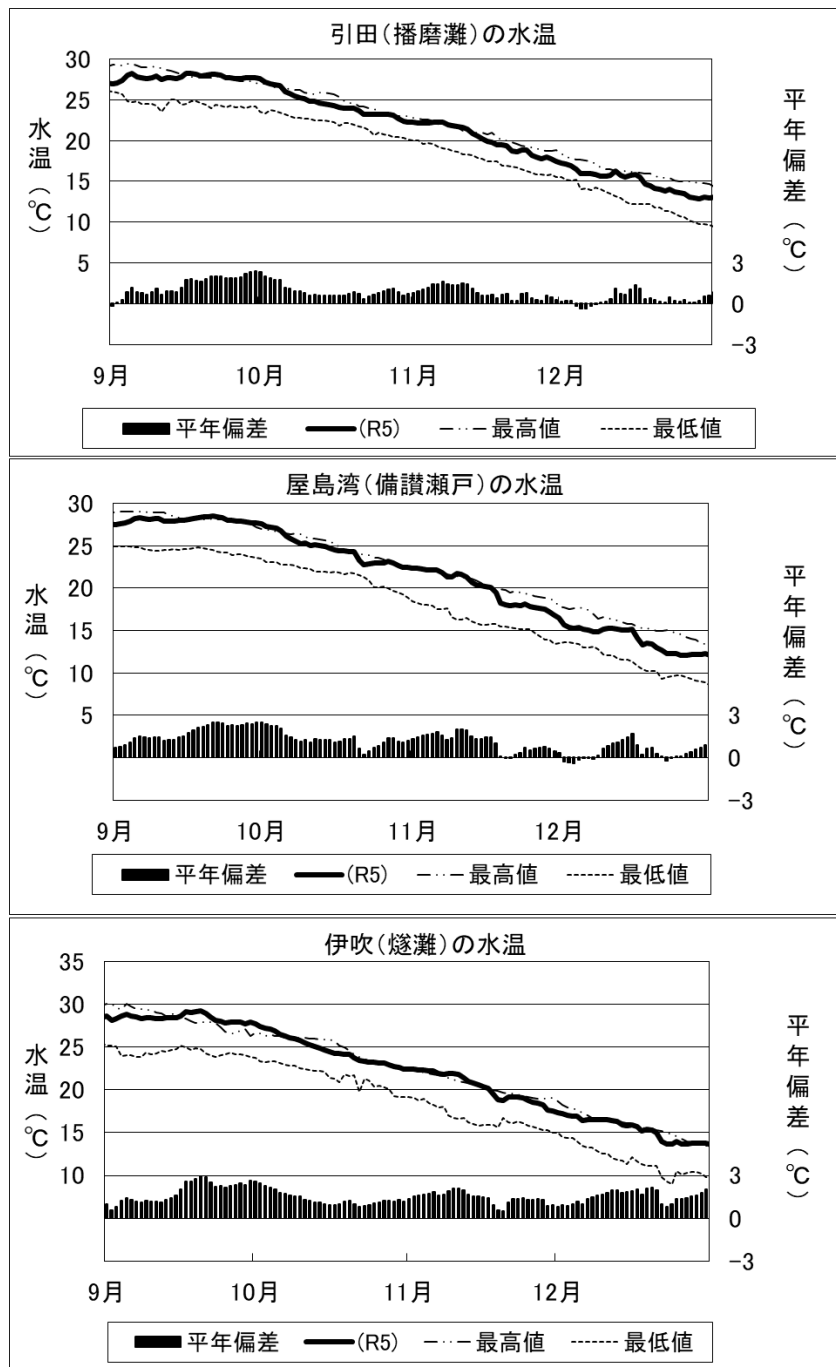 引田(播磨灘)の水温
水温(℃)
30
25
20
15
10
5
平年偏差(℃)
3
0
−3
9月 10月 11月 12月
平年偏差 (R5) 最高値 最低値
屋島湾(備讃瀬戸)の水温
水温(℃)
30
25
20
15
10
5
平年偏差(℃)
3
0
−3
9月 10月 11月 12月
平年偏差 (R5) 最高値 最低値
伊吹(燧灘)の水温
水温(℃)
35
30
25
20
15
10
平年偏差(℃)
3
0
−3
9月 10月 11月 12月
平年偏差 (R5) 最高値 最低値